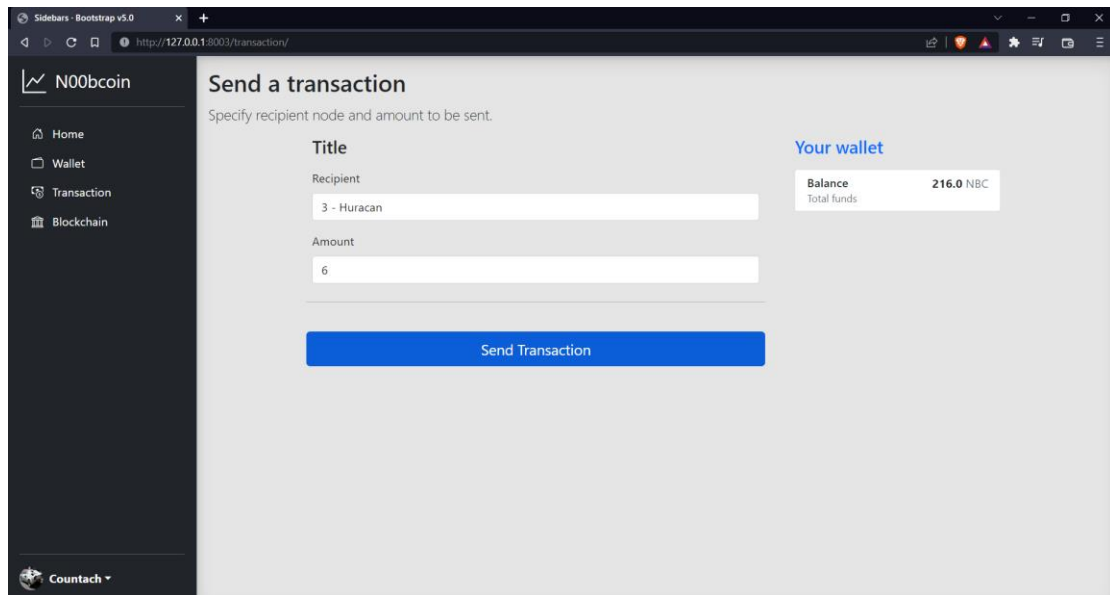 Sidebars - Bootstrap v5.0
http://127.0.0.1:8003/transaction/
N00bcoin
Home
Wallet
Transaction
Blockchain
Countach
Send a transaction
Specify recipient node and amount to be sent.
Title
Recipient
3 - Huracan
Amount
6
Send Transaction
Your wallet
Balance 216.0 NBC
Total funds